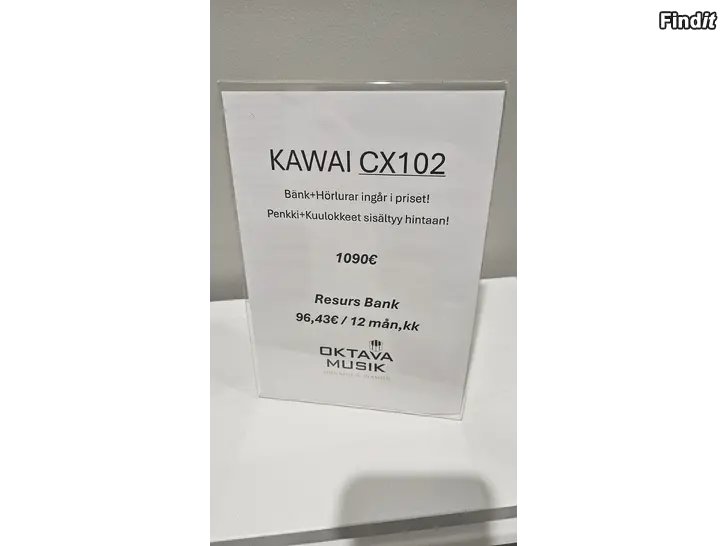 Findit
KAWAI CX102
Bänk+Hörlurar ingår i priset!
Penkki+Kuulokkeet sisältyy hintaan!
1090€
Resurs Bank
96,43€ / 12 mån,kk
OKTAVA
MUSIK